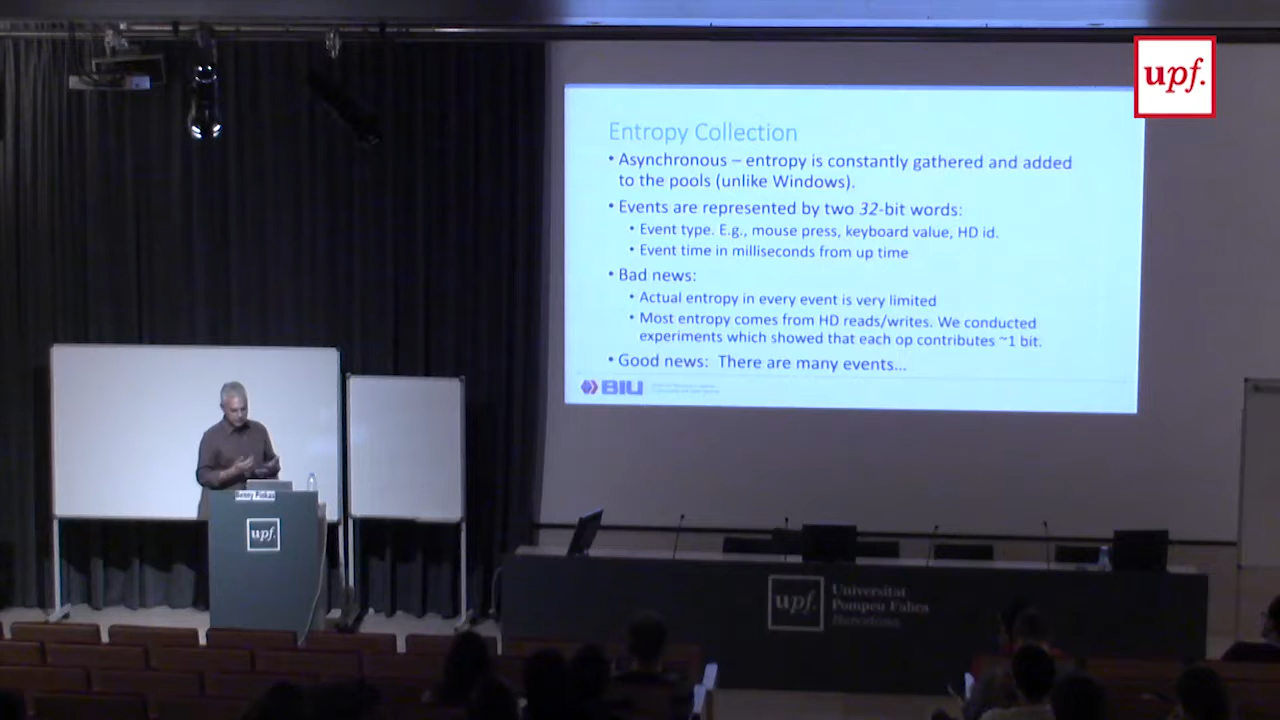 upf.
Entropy Collection
• Asynchronous – entropy is constantly gathered and added
to the pools (unlike Windows).
• Events are represented by two 32-bit words:
• Event type. E.g., mouse press, keyboard value, HD id.
• Event time in milliseconds from up time
• Bad news:
• Actual entropy in every event is very limited
• Most entropy comes from HD reads/writes. We conducted
experiments which showed that each op contributes ~1 bit.
• Good news: There are many events...
BIU
Benny Pinkas
upf.
upf.
Universitat
Pompeu Fabra
Barcelona